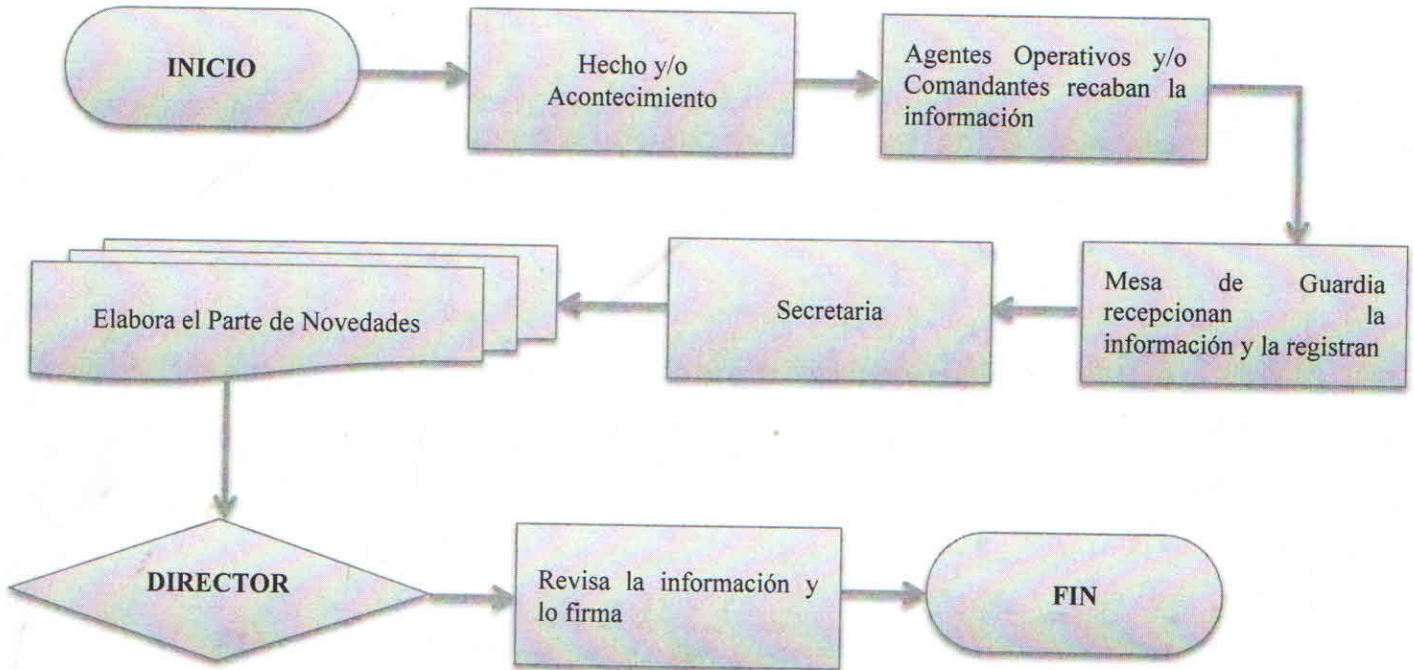 INICIO
Hecho y/o
Acontecimiento
Agentes Operativos y/o
Comandantes recaban la
información
Mesa de Guardia
recepcionan la
información y la registran
Secretaria
Elabora el Parte de Novedades
DIRECTOR
Revisa la información y
lo firma
FIN